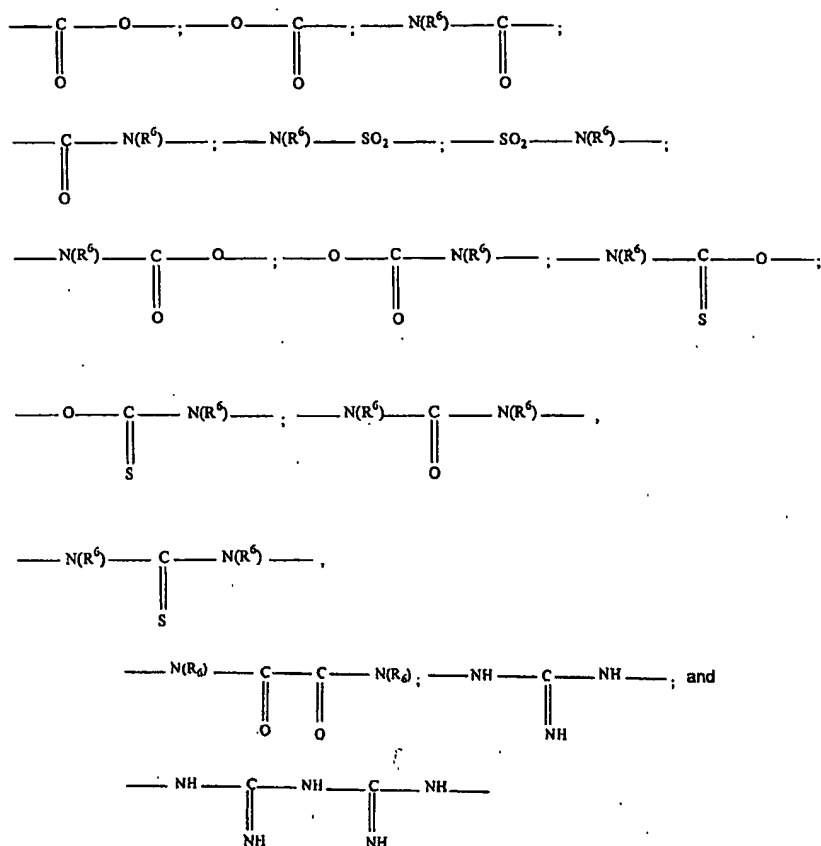 C O ; O C ; N(R⁶) C ;
O O O
C N(R⁶) ; N(R⁶) SO₂ ; SO₂ N(R⁶) ;
O
N(R⁶) C O ; O C N(R⁶) ; N(R⁶) C O ;
O O S
O C N(R⁶) ; N(R⁶) C N(R⁶) ,
S O
N(R⁶) C N(R⁶) ,
S
N(R₆) C C N(R₆) ; NH C NH ; and
O O NH
NH C NH C NH
NH NH